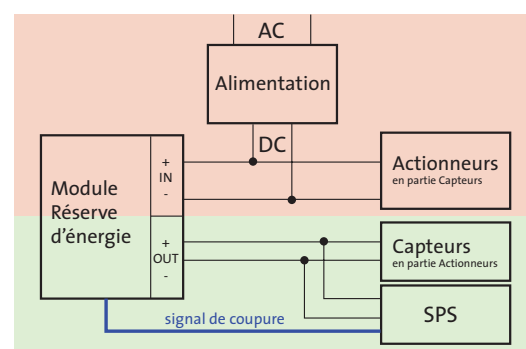 AC
Alimentation
DC
Module
Réserve
d'énergie
+
IN
-
+
OUT
-
Actionneurs
en partie Capteurs
Capteurs
en partie Actionneurs
SPS
signal de coupure